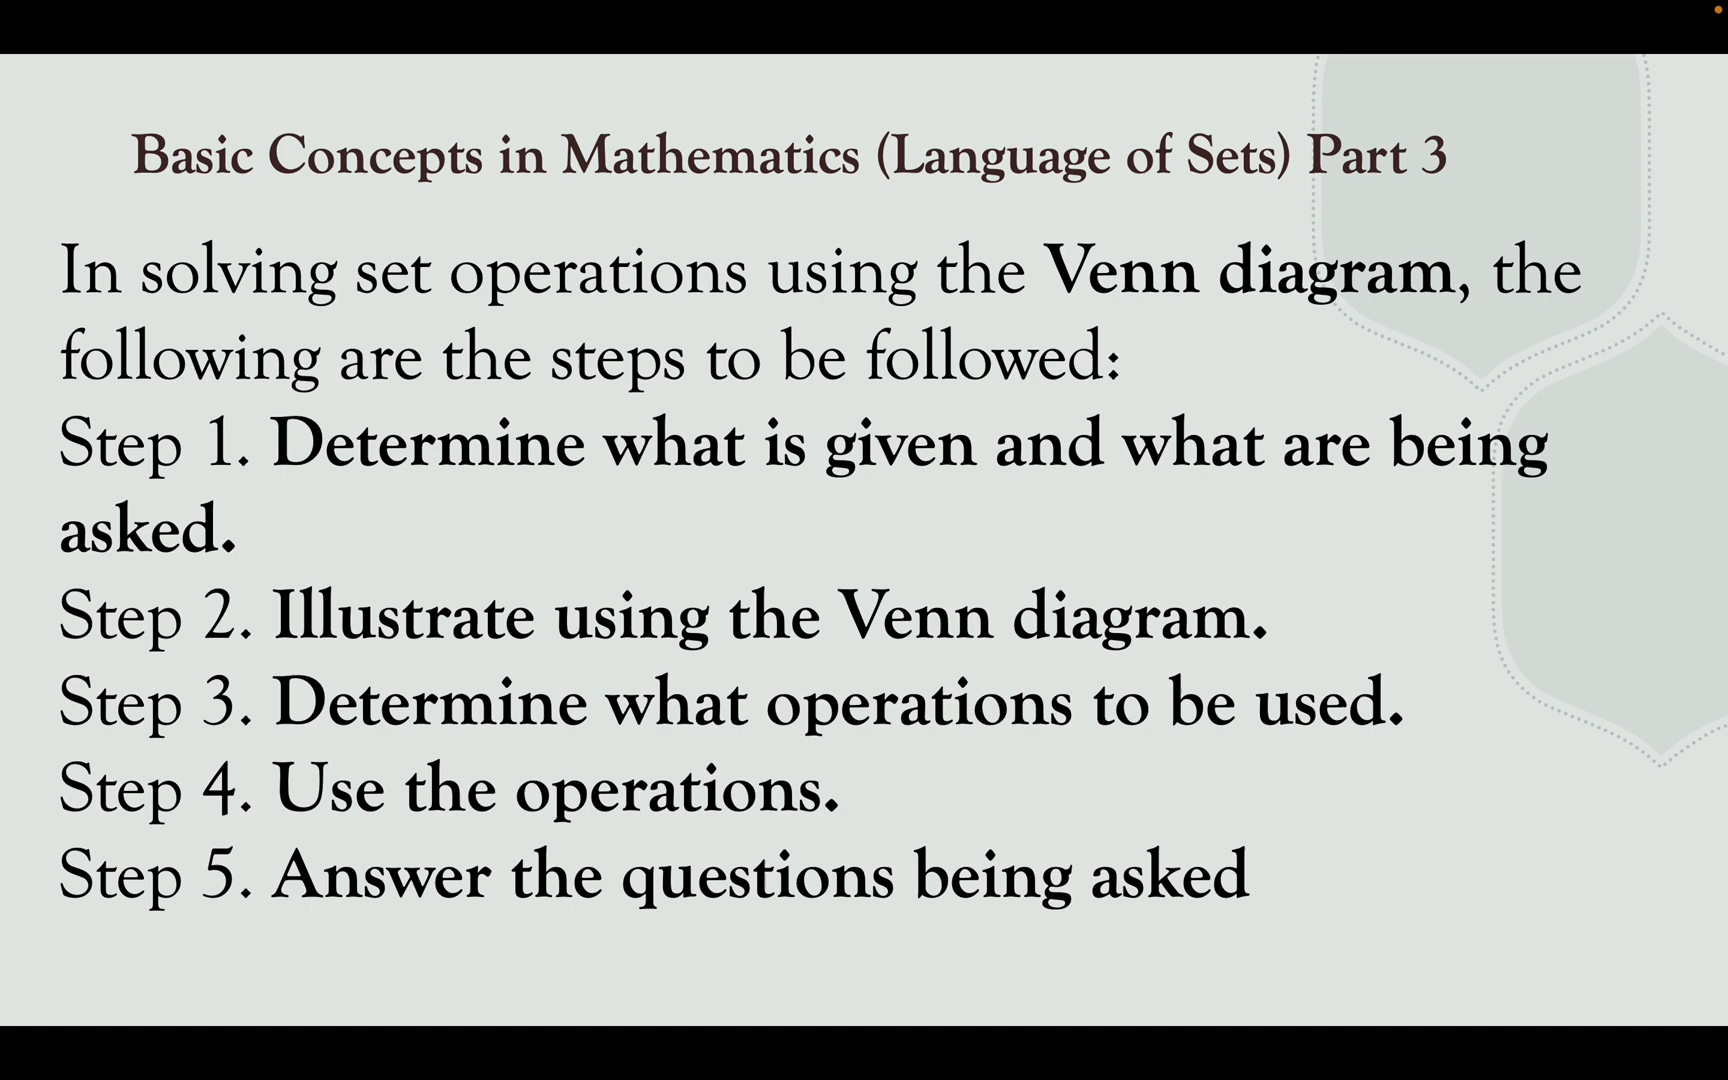 Basic Concepts in Mathematics (Language of Sets) Part 3
In solving set operations using the Venn diagram, the
following are the steps to be followed:
Step 1. Determine what is given and what are being
asked.
Step 2. Illustrate using the Venn diagram.
Step 3. Determine what operations to be used.
Step 4. Use the operations.
Step 5. Answer the questions being asked